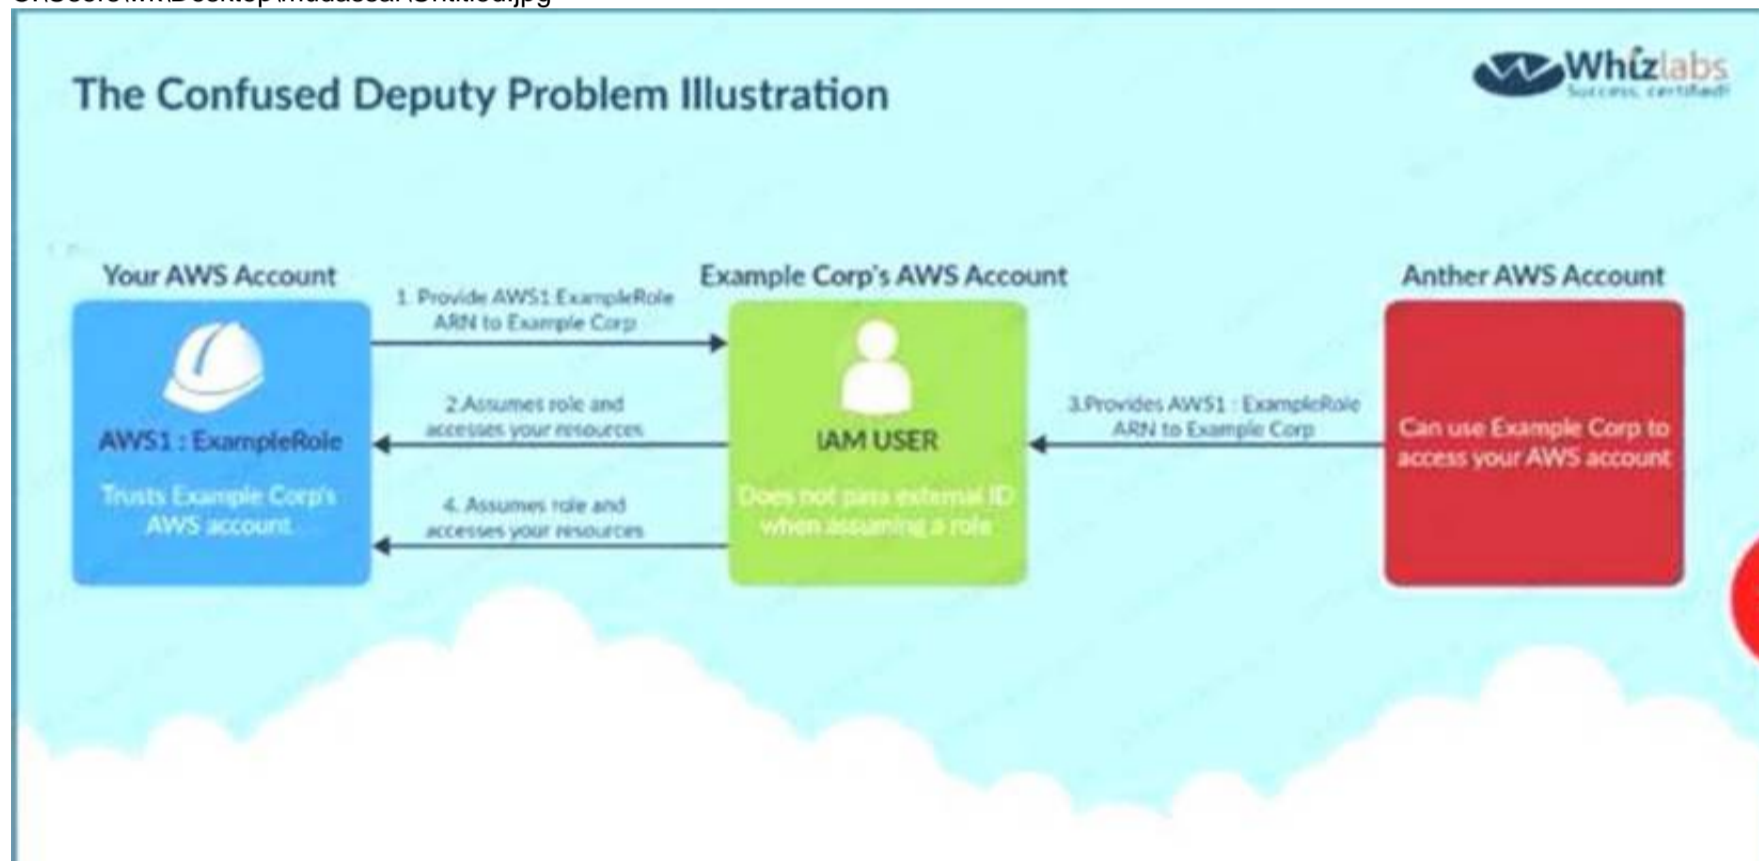 The Confused Deputy Problem Illustration
Whizlabs
Success, certified!
Your AWS Account
1. Provide AWS1 ExampleRole
ARN to Example Corp
Example Corp's AWS Account
Anther AWS Account
2.Assumes role and
accesses your resources
3.Provides AWS1 : ExampleRole
ARN to Example Corp
AWS1 : ExampleRole
IAM USER
Can use Example Corp to
access your AWS account
Trusts Example Corp's
AWS account
4. Assumes role and
accesses your resources
Does not pass external ID
when assuming a role